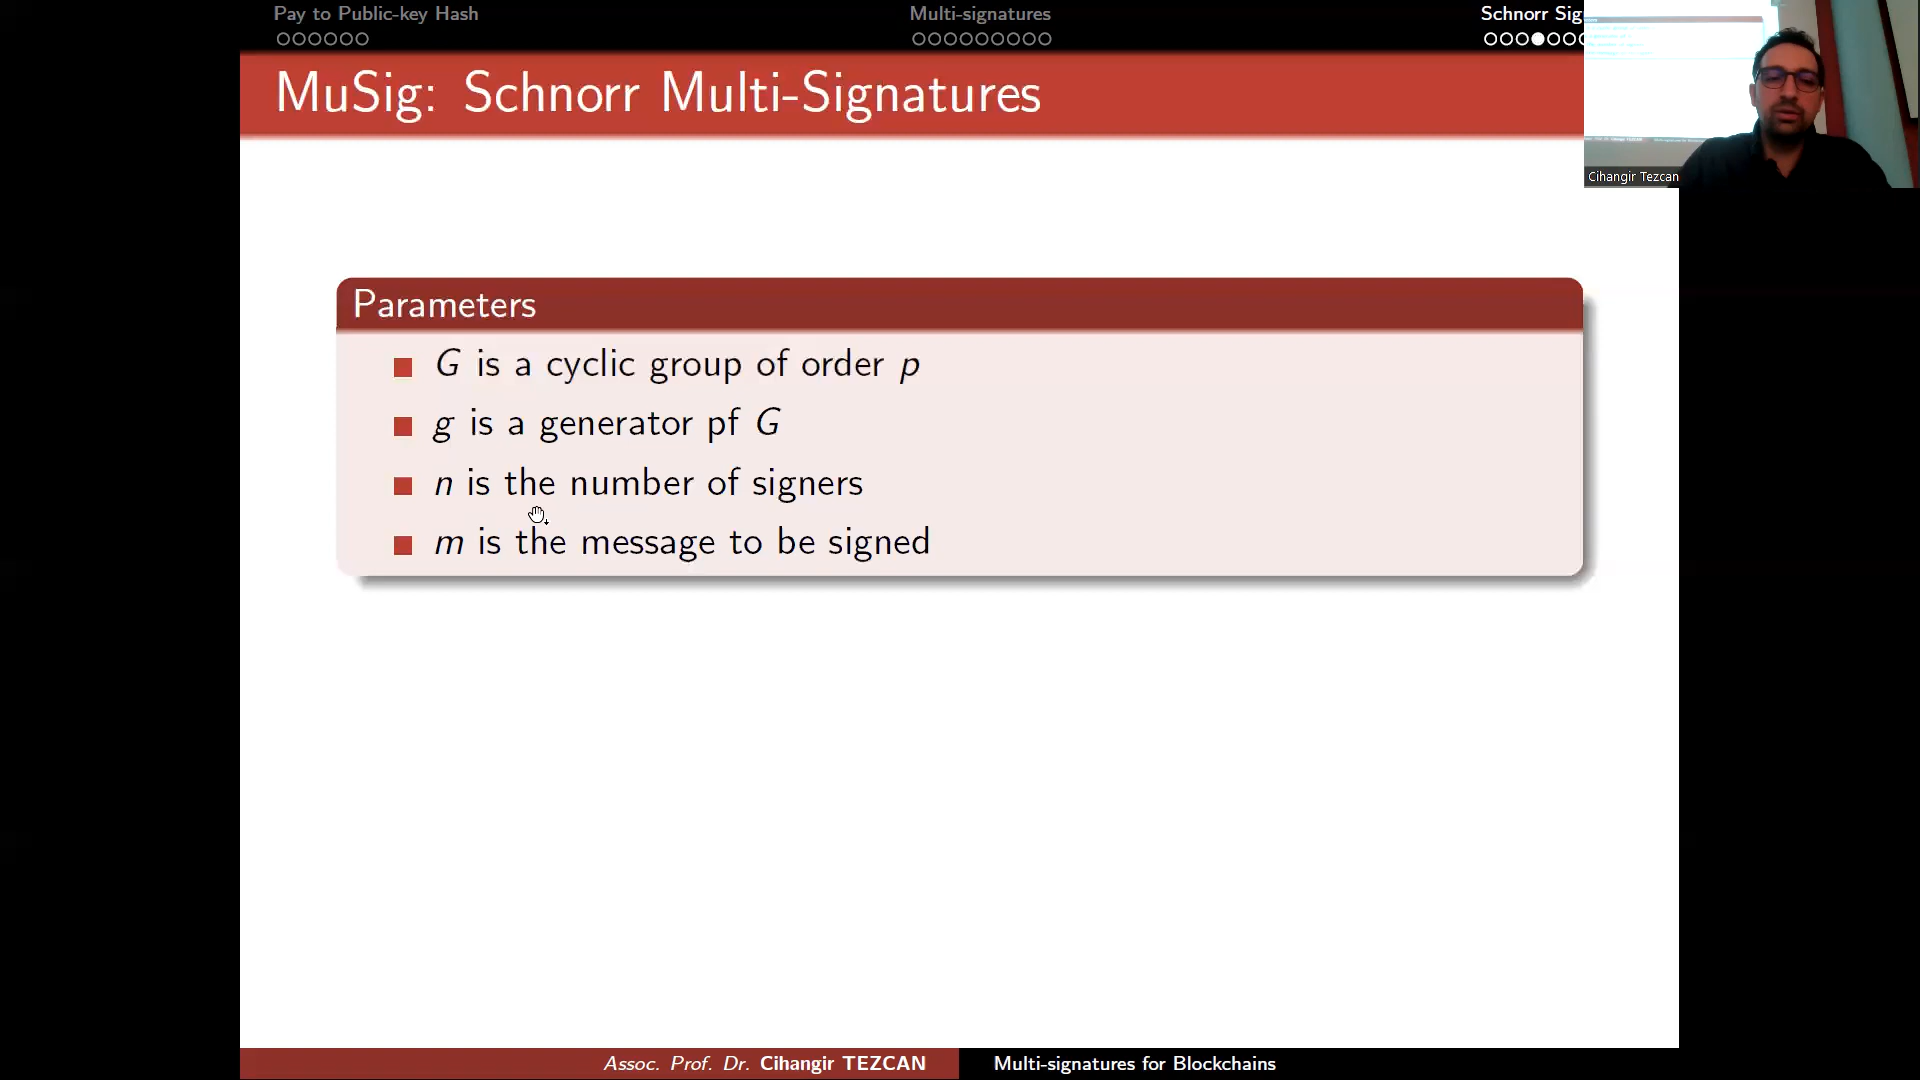 Pay to Public-key Hash
Multi-signatures
Schnorr Sig
MuSig: Schnorr Multi-Signatures
Cihangir Tezcan
Parameters
G is a cyclic group of order p
g is a generator pf G
n is the number of signers
m is the message to be signed
Assoc. Prof. Dr. Cihangir TEZCAN
Multi-signatures for Blockchains